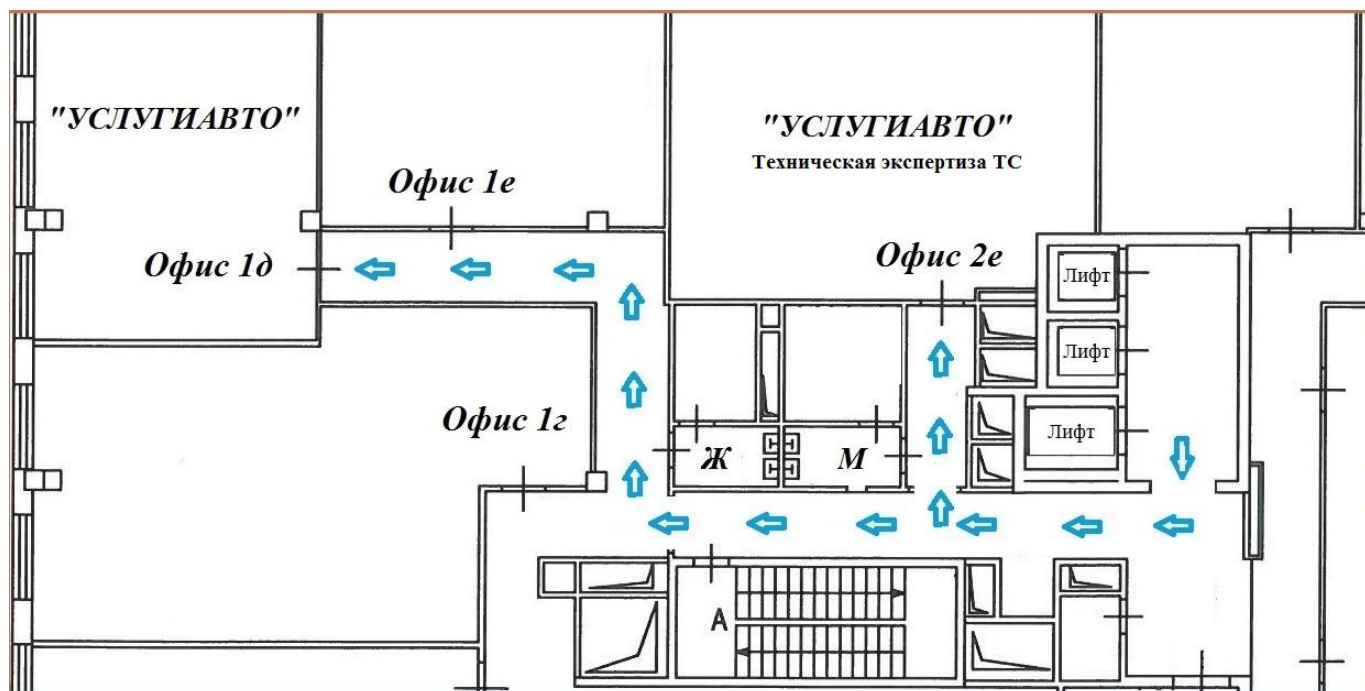 "УСЛУГИАВТО"
"УСЛУГИАВТО"
Техническая экспертиза ТС
Офис 1е
Офис 1д
Офис 2е
Лифт
Лифт
Офис 1г
Лифт
Ж
М
А